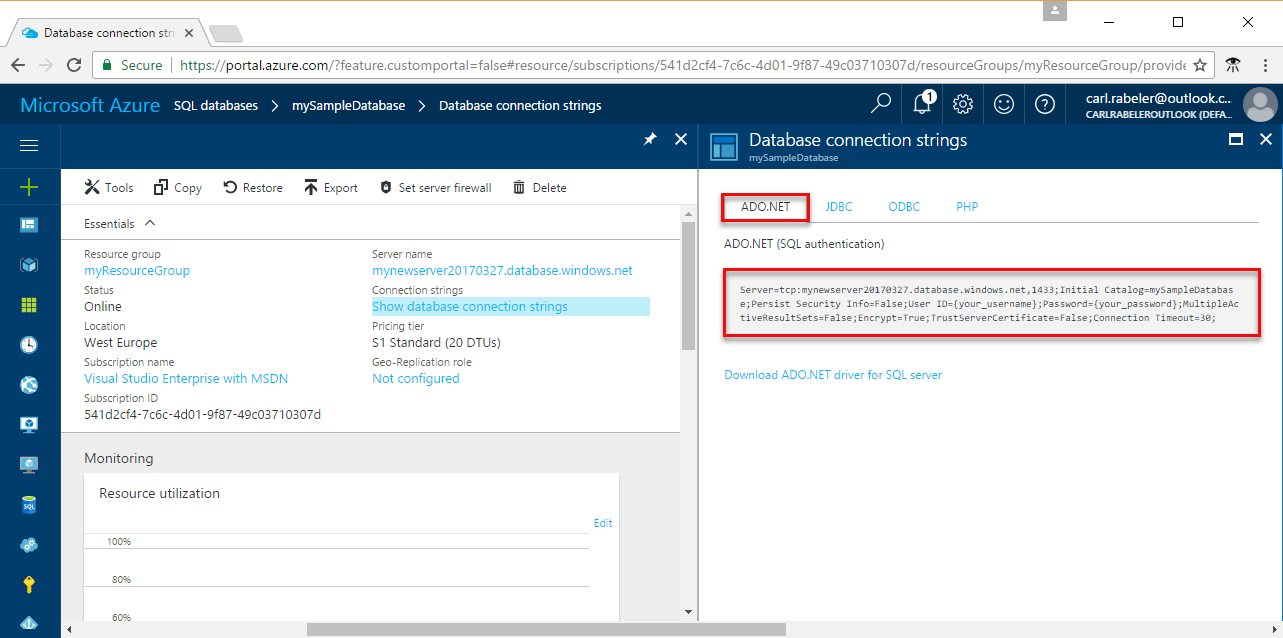 Database connection stri
Secure
https://portal.azure.com/?feature.customportal=false#resource/subscriptions/541d2cf4-7c6c-4d01-9f87-49c03710307d/resourceGroups/myResourceGroup/provide
Microsoft Azure SQL databases > mySampleDatabase > Database connection strings
1
carl.rabeler@outlook.c...
CARLRABELEROUTLOOK (DEFA...
Tools Copy Restore Export Set server firewall Delete
Essentials
Resource group
myResourceGroup
Status
Online
Location
West Europe
Subscription name
Visual Studio Enterprise with MSDN
Subscription ID
541d2cf4-7c6c-4d01-9f87-49c03710307d
Server name
mynewserver20170327.database.windows.net
Connection strings
Show database connection strings
Pricing tier
S1 Standard (20 DTUs)
Geo-Replication role
Not configured
Monitoring
Resource utilization
Edit
100%
80%
60%
SQL
Database connection strings
mySampleDatabase
ADO.NET JDBC ODBC PHP
ADO.NET (SQL authentication)
Server=tcp:mynewserver20170327.database.windows.net,1433;Initial Catalog=mySampleDatabas
e;Persist Security Info=False;User ID={your_username};Password={your_password};MultipleAc
tiveResultSets=False;Encrypt=True;TrustServerCertificate=False;Connection Timeout=30;
Download ADO.NET driver for SQL server